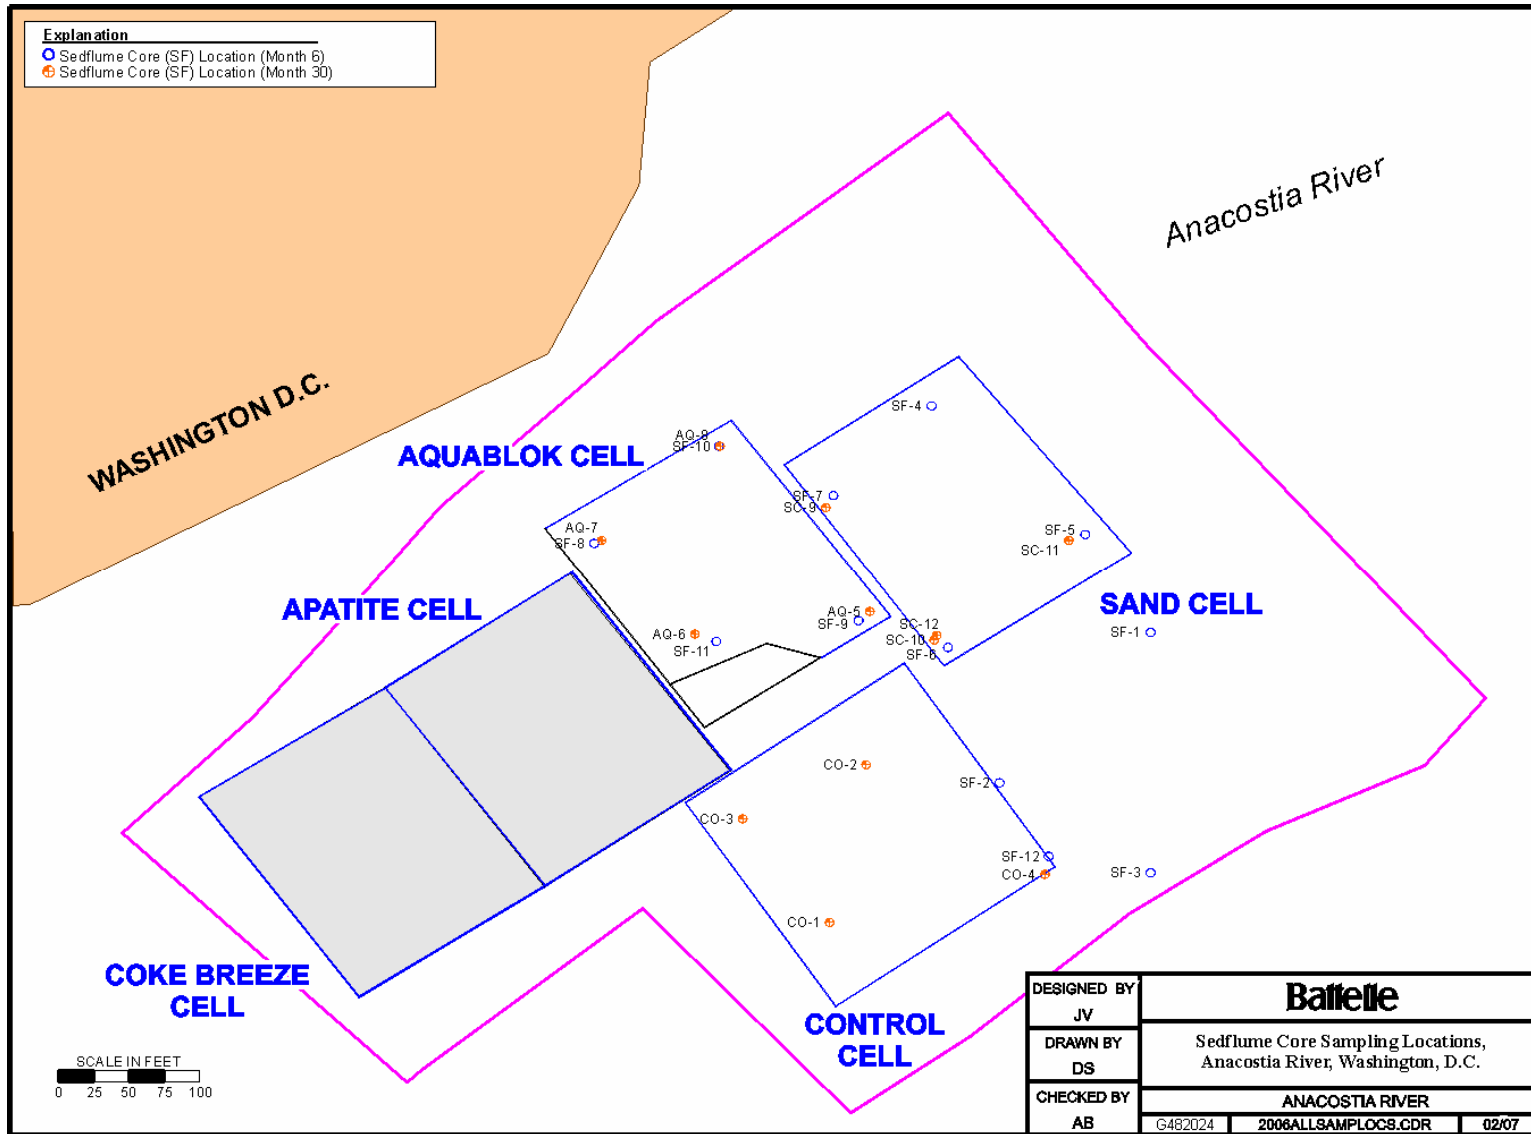 Explanation
Sedflume Core (SF) Location (Month 6)
Sedflume Core (SF) Location (Month 30)
Anacostia River
WASHINGTON D.C.
SF-4
AQUABLOK CELL
AQ-8
SF-10
SF-7
SC-9
AQ-7
SF-8
SF-5
SC-11
APATITE CELL
SAND CELL
AQ-5
SF-9
SC-12
SC-10
SF-6
SF-1
AQ-6
SF-11
CO-2
SF-2
CO-3
SF-12
CO-4
SF-3
CO-1
COKE BREEZE
CELL
CONTROL
CELL
SCALE IN FEET
0 25 50 75 100
DESIGNED BY
JV
DRAWN BY
DS
CHECKED BY
AB
Battelle
Sedflume Core Sampling Locations,
Anacostia River, Washington, D.C.
ANACOSTIA RIVER
G482024 2006ALLSAMPLOCS.CDR 02/07